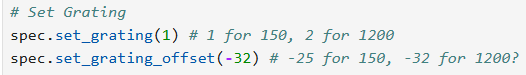 # Set Grating
spec.set_grating(1) # 1 for 150, 2 for 1200
spec.set_grating_offset(-32) # -25 for 150, -32 for 1200?